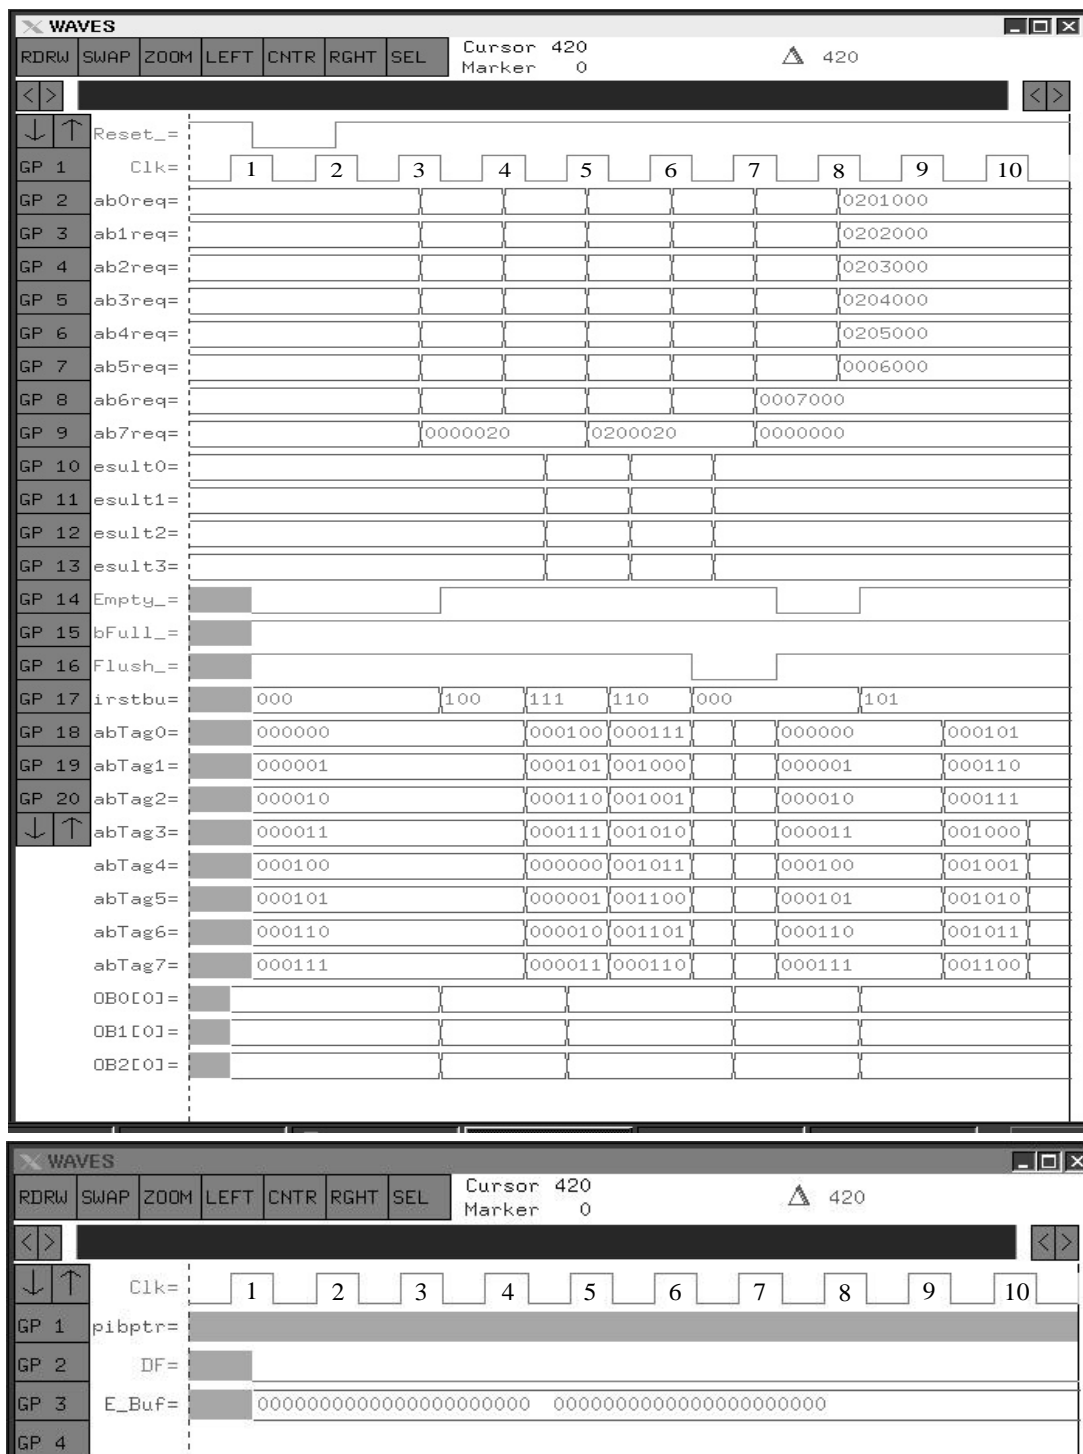 WAVES
RDRW SWAP ZOOM LEFT CNTR RGHT SEL Cursor 420 Δ 420
Marker 0
< > < >
↓ ↑ Reset_=
GP 1 Clk= 1 2 3 4 5 6 7 8 9 10
GP 2 ab0req= 0201000
GP 3 ab1req= 0202000
GP 4 ab2req= 0203000
GP 5 ab3req= 0204000
GP 6 ab4req= 0205000
GP 7 ab5req= 0006000
GP 8 ab6req= 0007000
GP 9 ab7req= 0000020 0200020 0000000
GP 10 esult0=
GP 11 esult1=
GP 12 esult2=
GP 13 esult3=
GP 14 Empty_=
GP 15 bFull_=
GP 16 Flush_=
GP 17 irstbu= 000 100 111 110 000 101
GP 18 abTag0= 000000 000100 000111 000000 000101
GP 19 abTag1= 000001 000101 001000 000001 000110
GP 20 abTag2= 000010 000110 001001 000010 000111
↓ ↑ abTag3= 000011 000111 001010 000011 001000
abTag4= 000100 000000 001011 000100 001001
abTag5= 000101 000001 001100 000101 001010
abTag6= 000110 000010 001101 000110 001011
abTag7= 000111 000011 000110 000111 001100
OB0[0]=
OB1[0]=
OB2[0]=
WAVES
RDRW SWAP ZOOM LEFT CNTR RGHT SEL Cursor 420 Δ 420
Marker 0
< > < >
↓ ↑ Clk= 1 2 3 4 5 6 7 8 9 10
GP 1 pibptr=
GP 2 DF=
GP 3 E_Buf= 00000000000000000000 00000000000000000000
GP 4